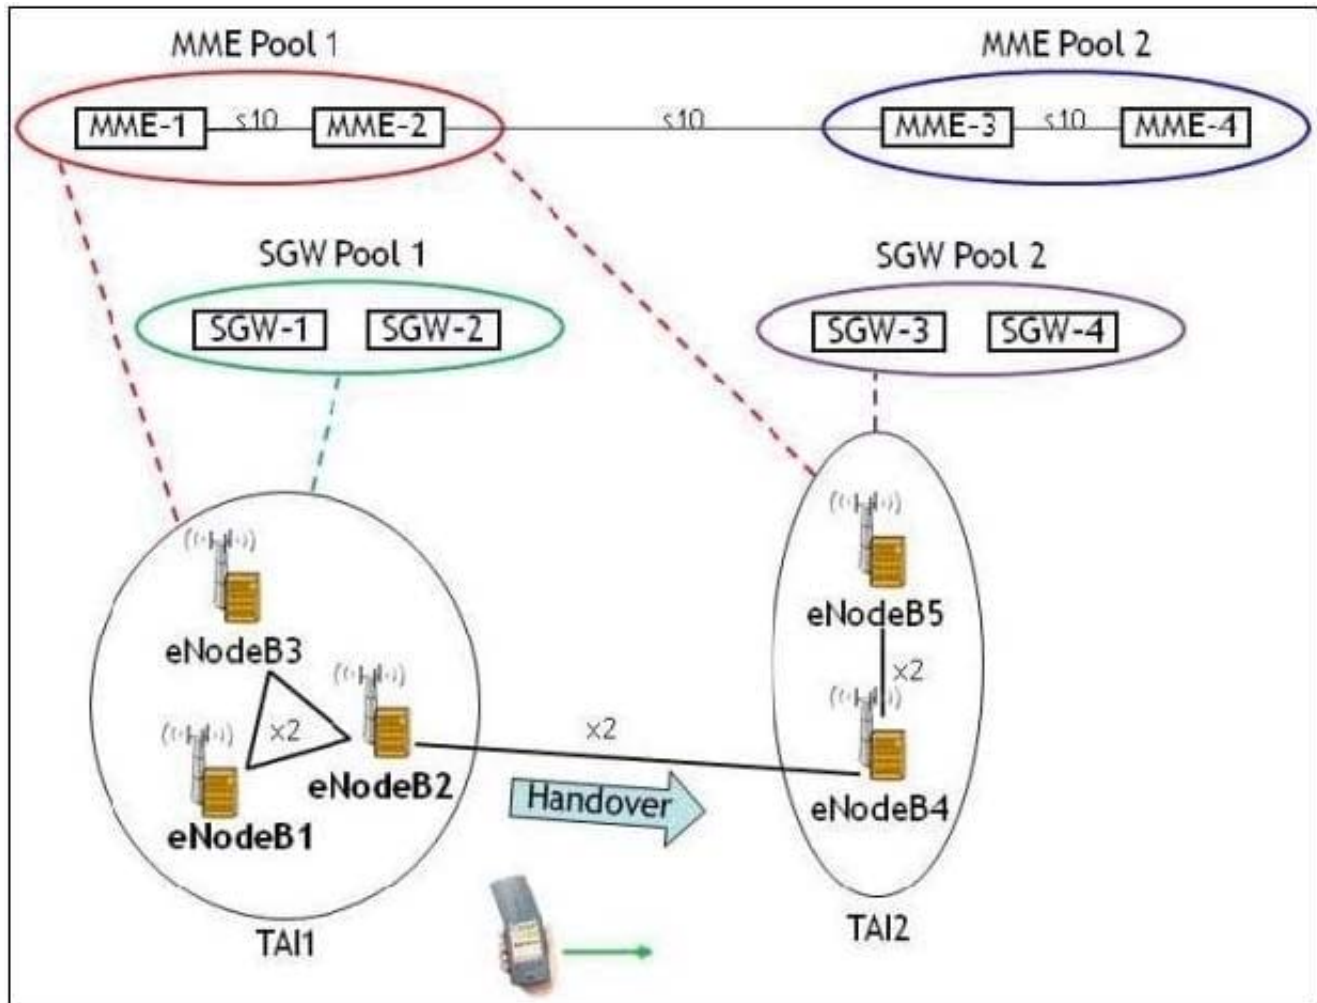 MME Pool 1
MME Pool 2
MME-1
s10
MME-2
s10
MME-3
s10
MME-4
SGW Pool 1
SGW Pool 2
SGW-1
SGW-2
SGW-3
SGW-4
eNodeB3
eNodeB5
x2
x2
x2
eNodeB2
Handover
eNodeB4
eNodeB1
TAI1
TAI2